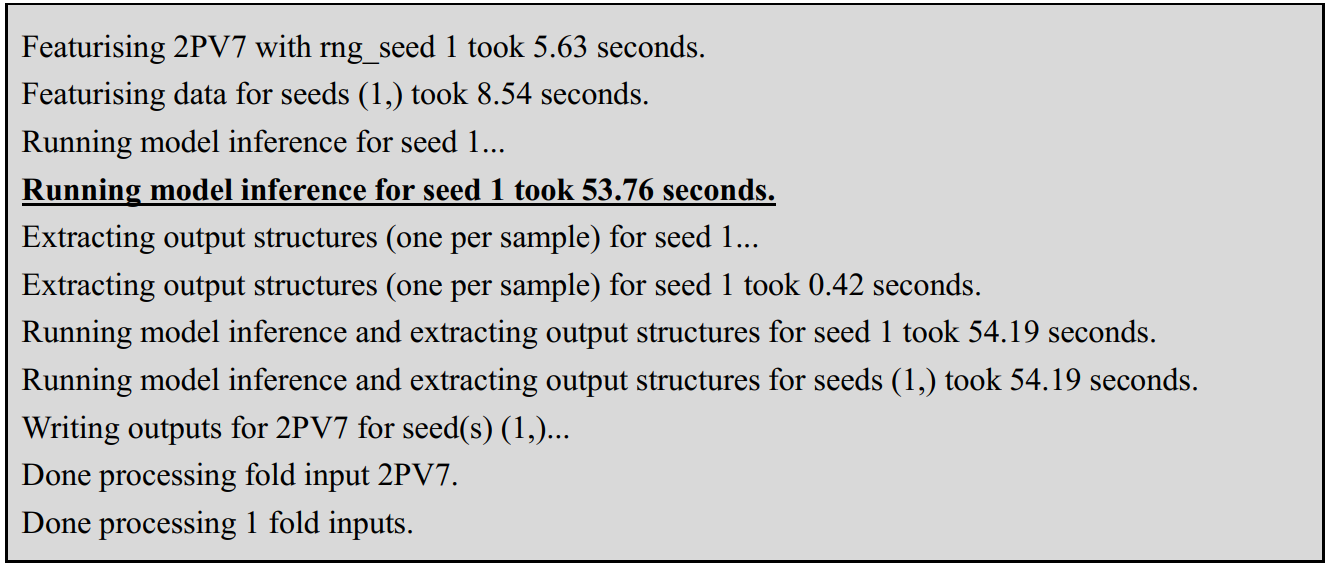 Featurising 2PV7 with rng_seed 1 took 5.63 seconds.
Featurising data for seeds (1,) took 8.54 seconds.
Running model inference for seed 1...
Running model inference for seed 1 took 53.76 seconds.
Extracting output structures (one per sample) for seed 1...
Extracting output structures (one per sample) for seed 1 took 0.42 seconds.
Running model inference and extracting output structures for seed 1 took 54.19 seconds.
Running model inference and extracting output structures for seeds (1,) took 54.19 seconds.
Writing outputs for 2PV7 for seed(s) (1,)...
Done processing fold input 2PV7.
Done processing 1 fold inputs.